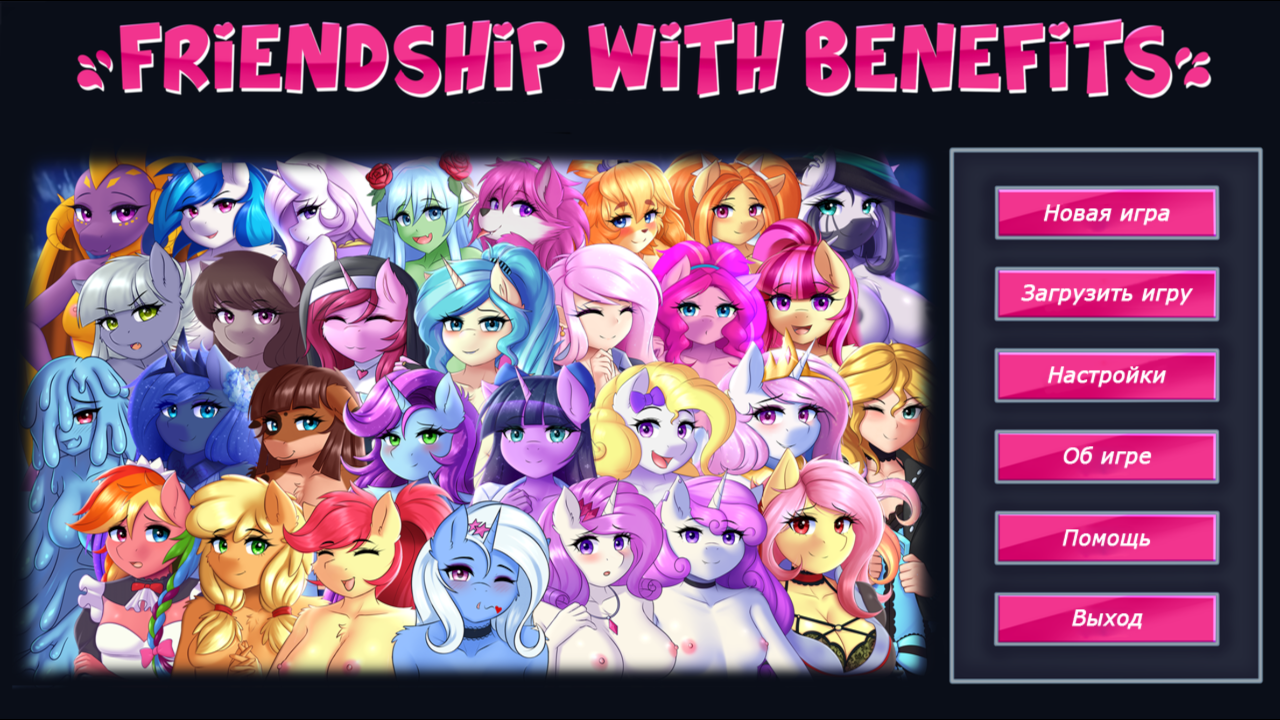 FRiENDSHiP WiTH BENEFiTS
Новая игра
Загрузить игру
Настройки
Об игре
Помощь
Выход